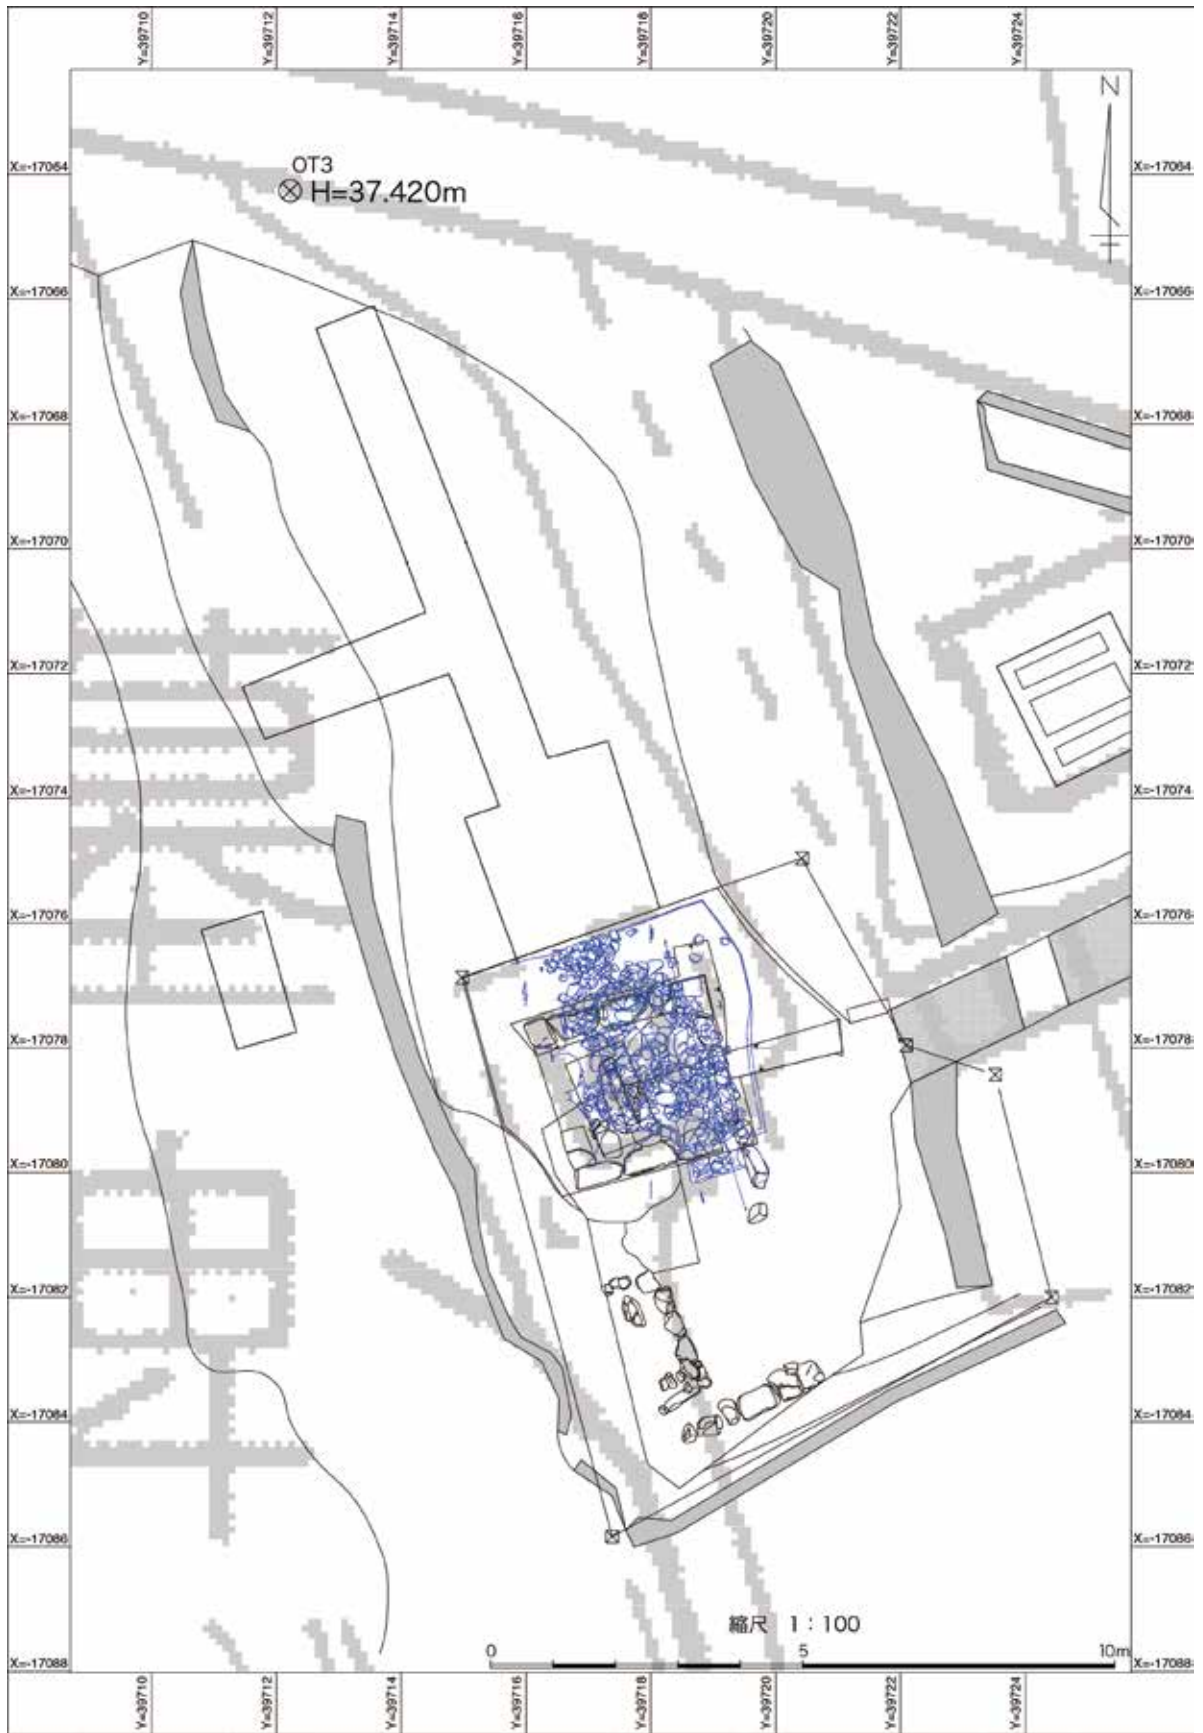 Y=39710
Y=39712
Y=39714
Y=39716
Y=39718
Y=39720
Y=39722
Y=39724
N
X=-17064
X=-17064
OT3
H=37.420m
X=-17066
X=-17066
X=-17068
X=-17068
X=-17070
X=-17070
X=-17072
X=-17072
X=-17074
X=-17074
X=-17076
X=-17076
X=-17078
X=-17078
X=-17080
X=-17080
X=-17082
X=-17082
X=-17084
X=-17084
X=-17086
X=-17086
縮尺 1:100
0 5 10m
X=-17088
X=-17088
Y=39710
Y=39712
Y=39714
Y=39716
Y=39718
Y=39720
Y=39722
Y=39724